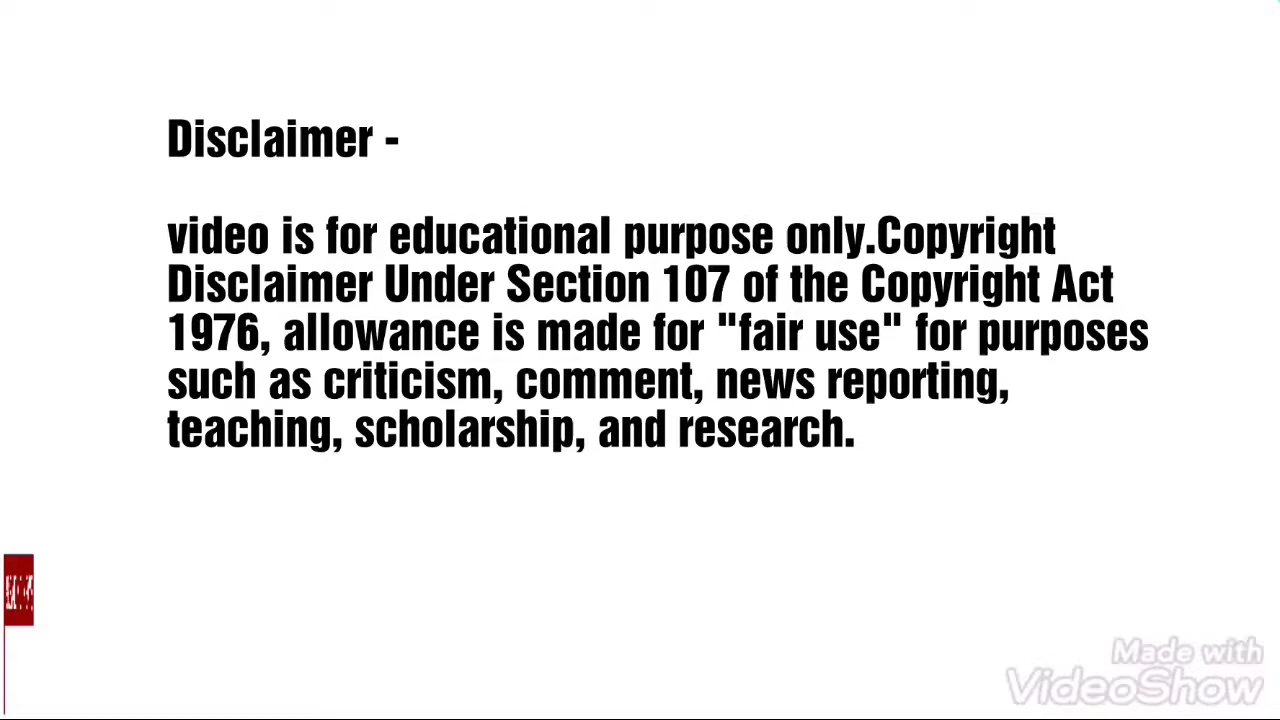 Disclaimer -
video is for educational purpose only.Copyright
Disclaimer Under Section 107 of the Copyright Act
1976, allowance is made for "fair use" for purposes
such as criticism, comment, news reporting,
teaching, scholarship, and research.
Made with
VideoShow